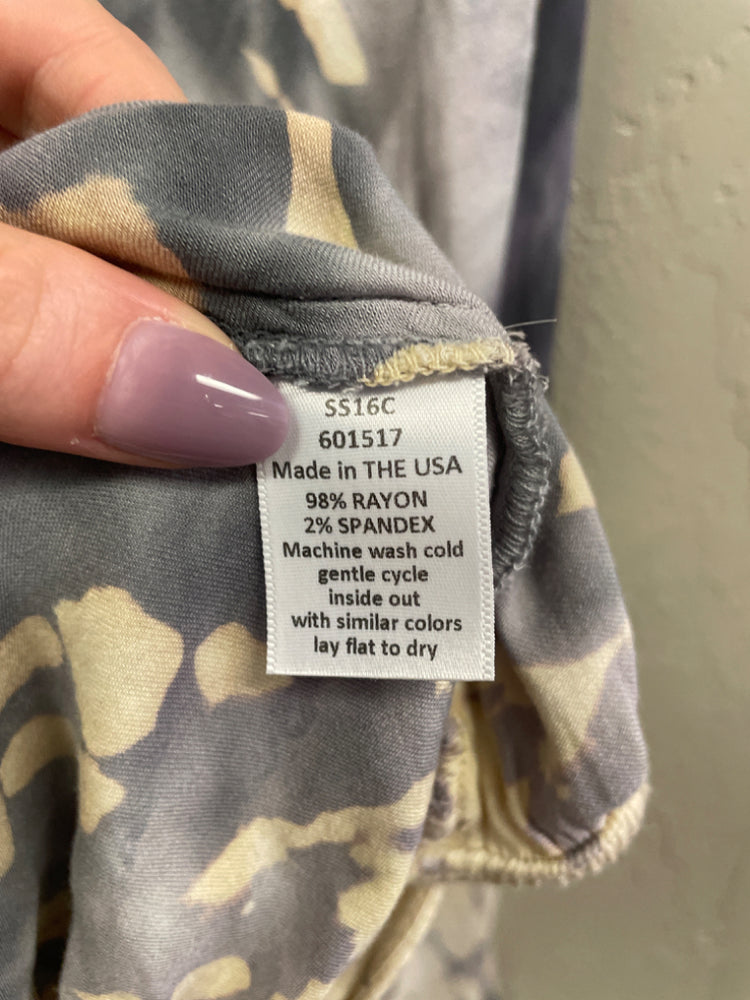 SS16C
601517
Made in THE USA
98% RAYON
2% SPANDEX
Machine wash cold
gentle cycle
inside out
with similar colors
lay flat to dry